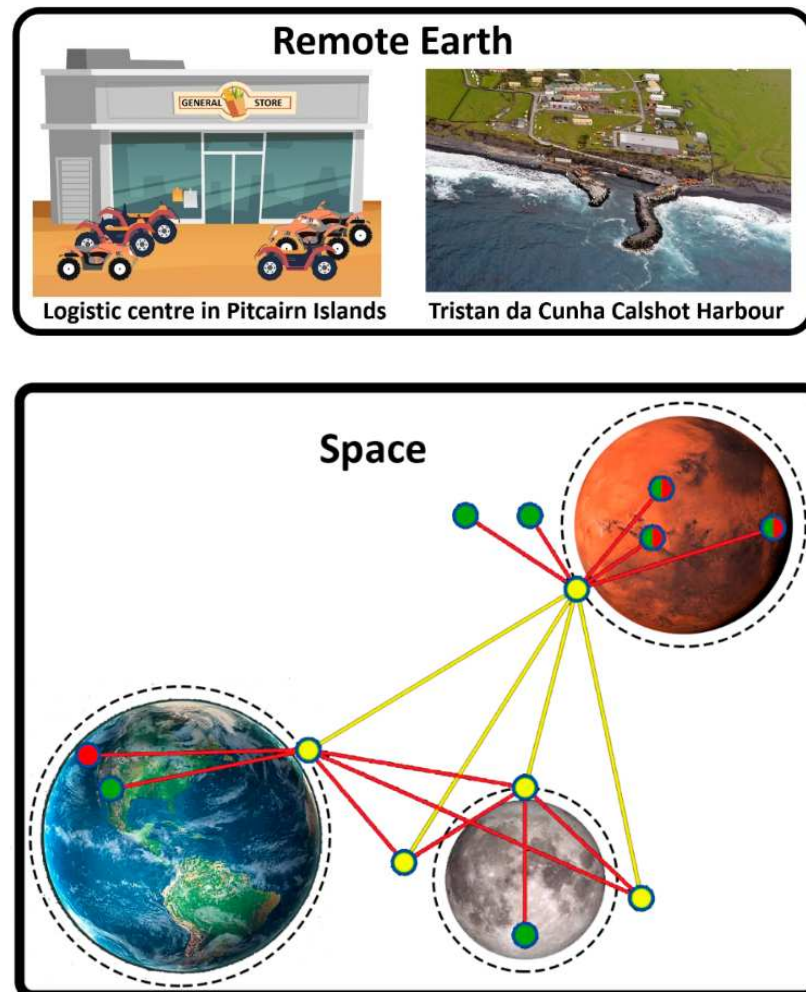 Remote Earth
GENERAL STORE
Logistic centre in Pitcairn Islands
Tristan da Cunha Calshot Harbour
Space